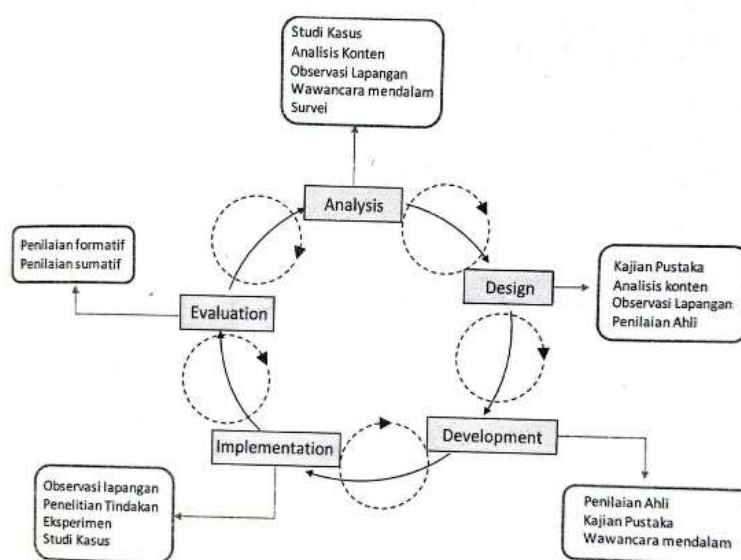 Studi Kasus
Analisis Konten
Observasi Lapangan
Wawancara mendalam
Survei
Analysis
Penilaian formatif
Penilaian sumatif
Evaluation
Design
Kajian Pustaka
Analisis konten
Observasi Lapangan
Penilaian Ahli
Implementation
Development
Observasi lapangan
Penelitian Tindakan
Eksperimen
Studi Kasus
Penilaian Ahli
Kajian Pustaka
Wawancara mendalam